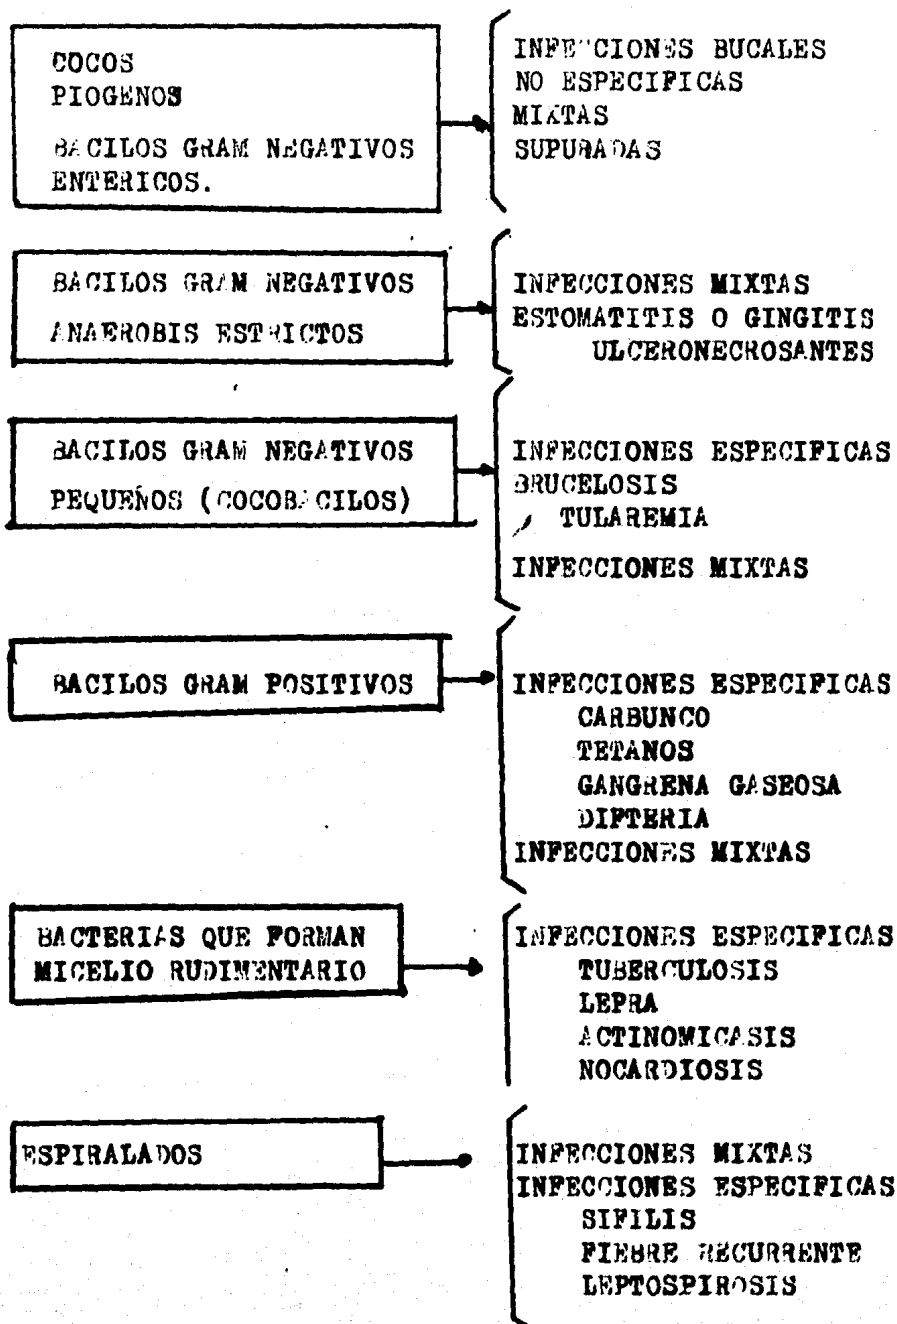 COCOS
PIOGENOS
BACILOS GRAM NEGATIVOS
ENTERICOS.
INFECCIONES BUCALES
NO ESPECIFICAS
MIXTAS
SUPURADAS
BACILOS GRAM NEGATIVOS
ANAEROBIS ESTRICTOS
INFECCIONES MIXTAS
ESTOMATITIS O GINGITIS
ULCERONECROSANTES
BACILOS GRAM NEGATIVOS
PEQUEÑOS (COCOBACILOS)
INFECCIONES ESPECIFICAS
BRUCELOSIS
TULAREMIA
INFECCIONES MIXTAS
BACILOS GRAM POSITIVOS
INFECCIONES ESPECIFICAS
CARBUNCO
TETANOS
GANGRENA GASEOSA
DIFTERIA
INFECCIONES MIXTAS
BACTERIAS QUE FORMAN
MICELIO RUDIMENTARIO
INFECCIONES ESPECIFICAS
TUBERCULOSIS
LEPRA
ACTINOMICASIS
NOCARDIOSIS
ESPIRALADOS
INFECCIONES MIXTAS
INFECCIONES ESPECIFICAS
SIFILIS
FIEBRE RECURRENTE
LEPTOSPIROSIS